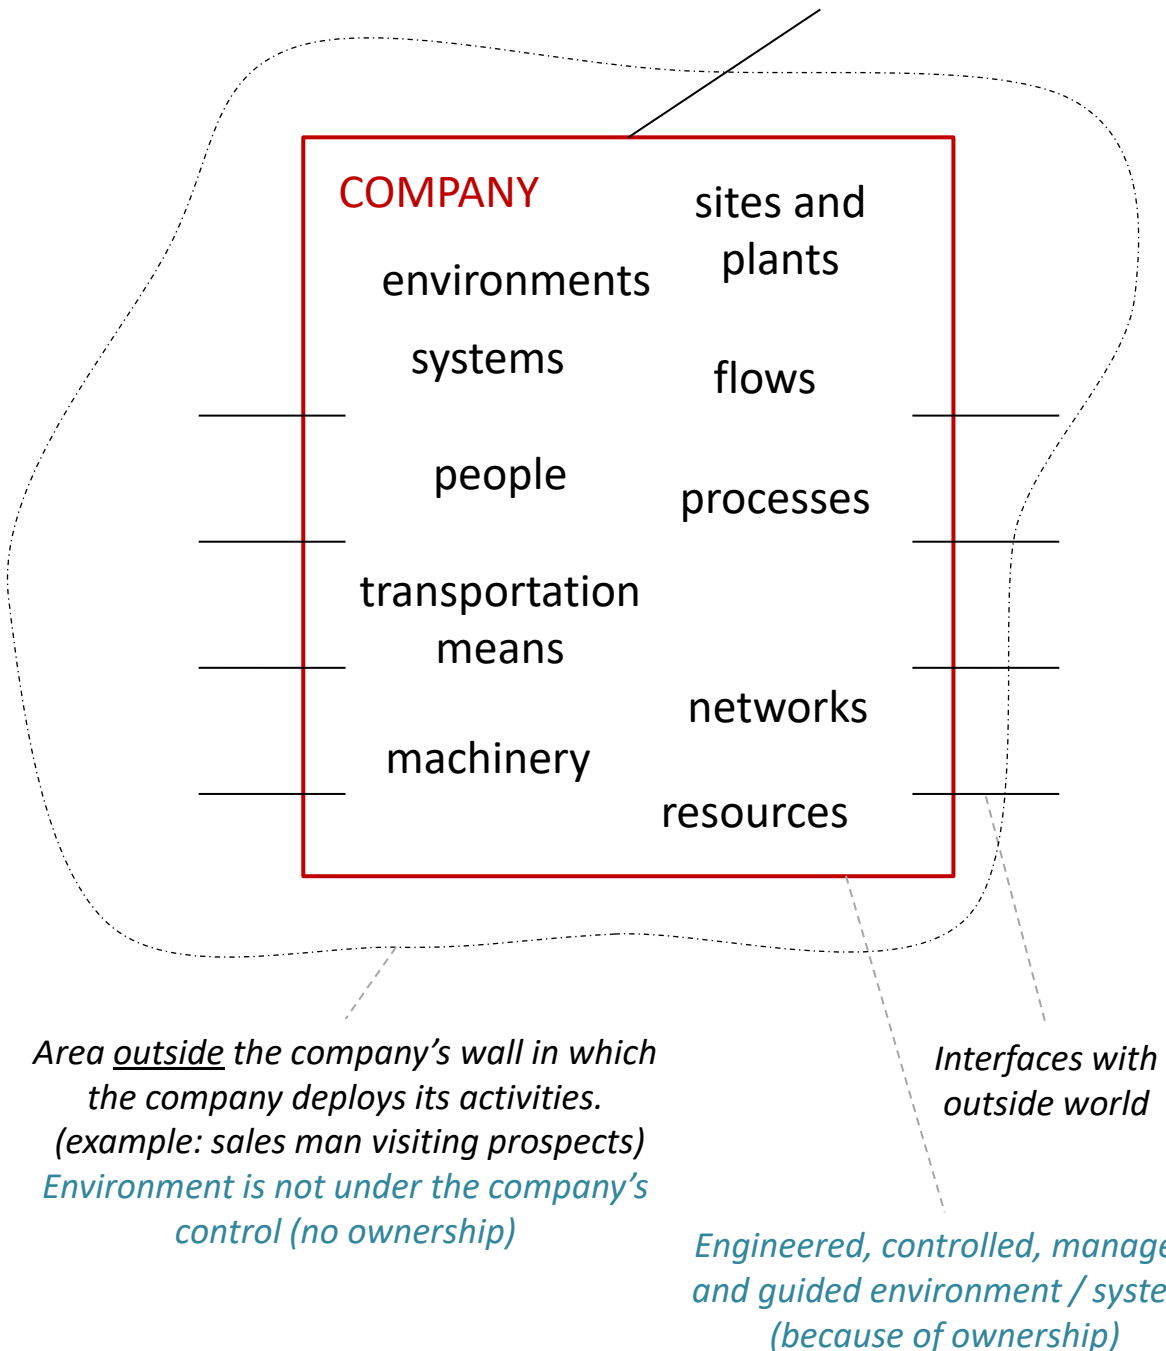 COMPANY
sites and
plants
environments
systems
flows
people
processes
transportation
means
networks
machinery
resources
Area outside the company’s wall in which
the company deploys its activities.
(example: sales man visiting prospects)
Environment is not under the company’s
control (no ownership)
Interfaces with
outside world
Engineered, controlled, manage
and guided environment / syste
(because of ownership)